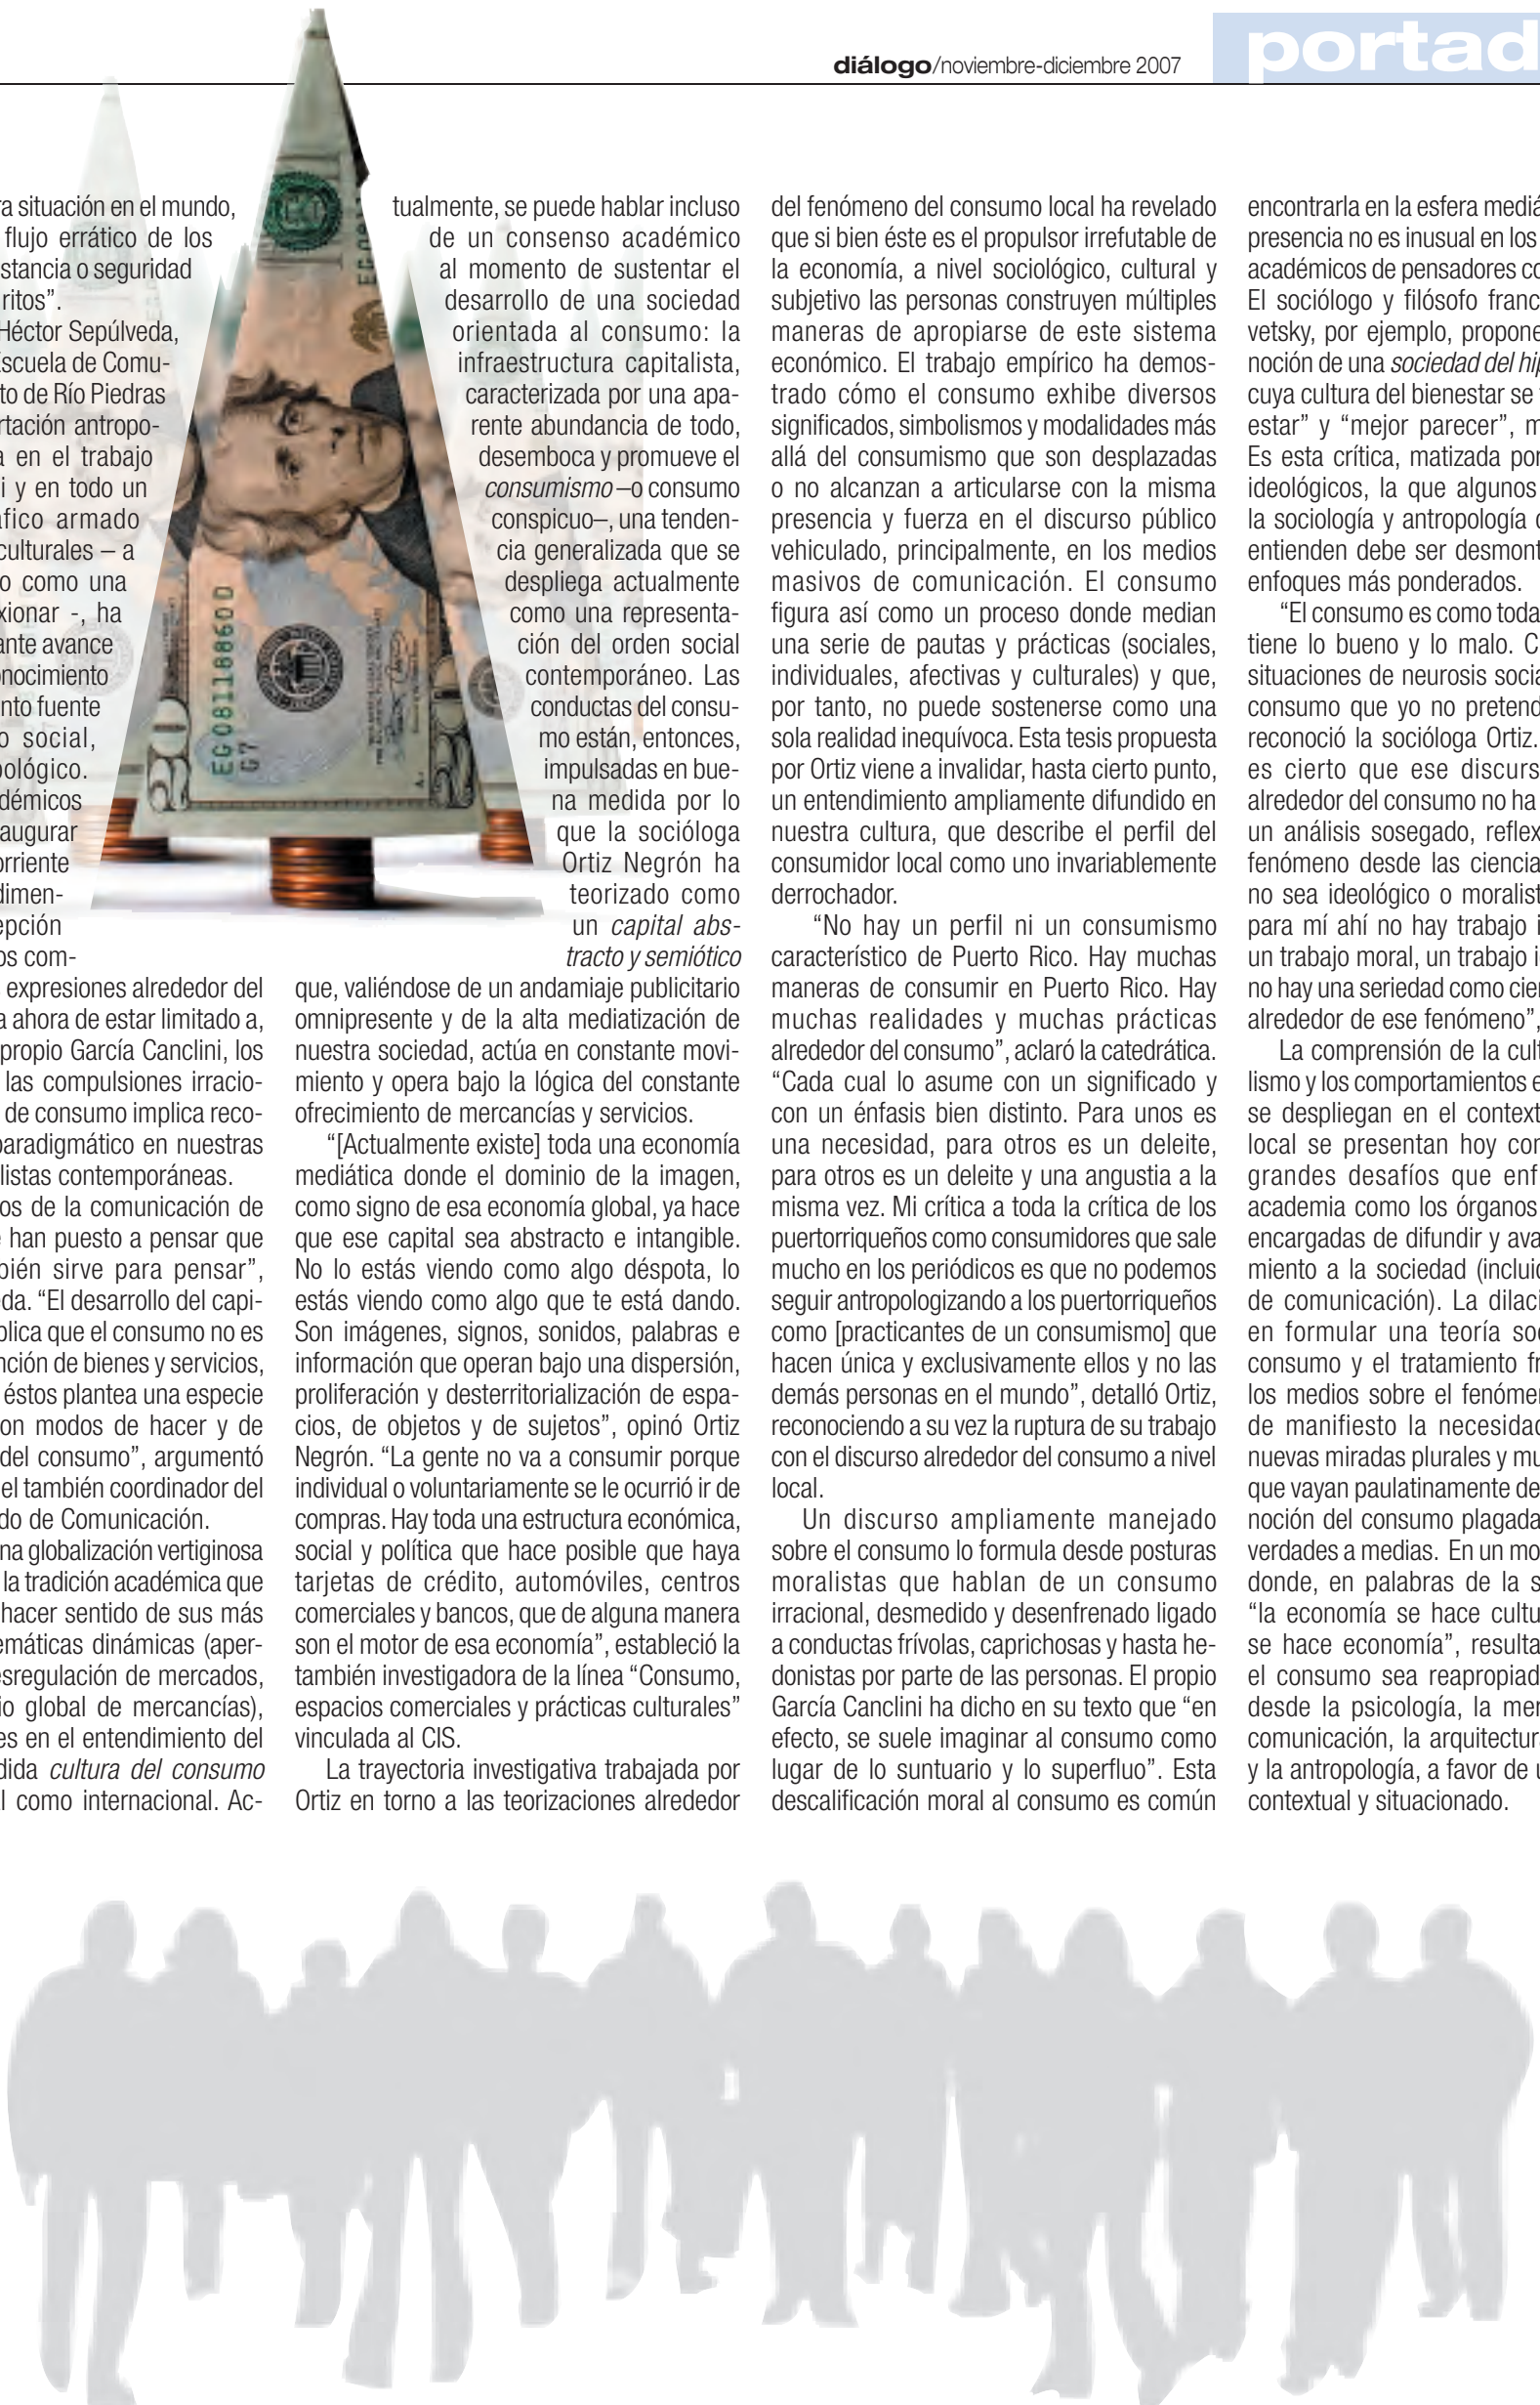 diálogo/noviembre-diciembre 2007
portad
ra situación en el mundo,
flujo errático de los
stancia o seguridad
ritos”.
Héctor Sepúlveda,
Escuela de Comu-
to de Río Piedras
rtación antropo-
a en el trabajo
i y en todo un
áfico armado
culturales – a
o como una
xionar -, ha
ante avance
onocimiento
nto fuente
o social,
pológico.
démicos
augurar
orriente
dimen-
epción
os com-
s expresiones alrededor del
a ahora de estar limitado a,
propio García Canclini, los
las compulsiones irracio-
de consumo implica reco-
paradigmático en nuestras
listas contemporáneas.
os de la comunicación de
e han puesto a pensar que
bién sirve para pensar”,
eda. “El desarrollo del capi-
plica que el consumo no es
nción de bienes y servicios,
éstos plantea una especie
on modos de hacer y de
del consumo”, argumentó
el también coordinador del
do de Comunicación.
na globalización vertiginosa
la tradición académica que
hacer sentido de sus más
emáticas dinámicas (aper-
esregulación de mercados,
io global de mercancías),
es en el entendimiento del
dida cultura del consumo
l como internacional. Ac-
EG08118860D
G7
20
tualmente, se puede hablar incluso
de un consenso académico
al momento de sustentar el
desarrollo de una sociedad
orientada al consumo: la
infraestructura capitalista,
caracterizada por una apa-
rente abundancia de todo,
desemboca y promueve el
consumismo –o consumo
conspicuo–, una tenden-
cia generalizada que se
despliega actualmente
como una representa-
ción del orden social
contemporáneo. Las
conductas del consu-
mo están, entonces,
impulsadas en bue-
na medida por lo
que la socióloga
Ortiz Negrón ha
teorizado como
un capital abs-
tracto y semiótico
que, valiéndose de un andamiaje publicitario
omnipresente y de la alta mediatización de
nuestra sociedad, actúa en constante movi-
miento y opera bajo la lógica del constante
ofrecimiento de mercancías y servicios.
“[Actualmente existe] toda una economía
mediática donde el dominio de la imagen,
como signo de esa economía global, ya hace
que ese capital sea abstracto e intangible.
No lo estás viendo como algo déspota, lo
estás viendo como algo que te está dando.
Son imágenes, signos, sonidos, palabras e
información que operan bajo una dispersión,
proliferación y desterritorialización de espa-
cios, de objetos y de sujetos”, opinó Ortiz
Negrón. “La gente no va a consumir porque
individual o voluntariamente se le ocurrió ir de
compras. Hay toda una estructura económica,
social y política que hace posible que haya
tarjetas de crédito, automóviles, centros
comerciales y bancos, que de alguna manera
son el motor de esa economía”, estableció la
también investigadora de la línea “Consumo,
espacios comerciales y prácticas culturales”
vinculada al CIS.
La trayectoria investigativa trabajada por
Ortiz en torno a las teorizaciones alrededor
del fenómeno del consumo local ha revelado
que si bien éste es el propulsor irrefutable de
la economía, a nivel sociológico, cultural y
subjetivo las personas construyen múltiples
maneras de apropiarse de este sistema
económico. El trabajo empírico ha demos-
trado cómo el consumo exhibe diversos
significados, simbolismos y modalidades más
allá del consumismo que son desplazadas
o no alcanzan a articularse con la misma
presencia y fuerza en el discurso público
vehiculado, principalmente, en los medios
masivos de comunicación. El consumo
figura así como un proceso donde median
una serie de pautas y prácticas (sociales,
individuales, afectivas y culturales) y que,
por tanto, no puede sostenerse como una
sola realidad inequívoca. Esta tesis propuesta
por Ortiz viene a invalidar, hasta cierto punto,
un entendimiento ampliamente difundido en
nuestra cultura, que describe el perfil del
consumidor local como uno invariablemente
derrochador.
“No hay un perfil ni un consumismo
característico de Puerto Rico. Hay muchas
maneras de consumir en Puerto Rico. Hay
muchas realidades y muchas prácticas
alrededor del consumo”, aclaró la catedrática.
“Cada cual lo asume con un significado y
con un énfasis bien distinto. Para unos es
una necesidad, para otros es un deleite,
para otros es un deleite y una angustia a la
misma vez. Mi crítica a toda la crítica de los
puertorriqueños como consumidores que sale
mucho en los periódicos es que no podemos
seguir antropologizando a los puertorriqueños
como [practicantes de un consumismo] que
hacen única y exclusivamente ellos y no las
demás personas en el mundo”, detalló Ortiz,
reconociendo a su vez la ruptura de su trabajo
con el discurso alrededor del consumo a nivel
local.
Un discurso ampliamente manejado
sobre el consumo lo formula desde posturas
moralistas que hablan de un consumo
irracional, desmedido y desenfrenado ligado
a conductas frívolas, caprichosas y hasta he-
donistas por parte de las personas. El propio
García Canclini ha dicho en su texto que “en
efecto, se suele imaginar al consumo como
lugar de lo suntuario y lo superfluo”. Esta
descalificación moral al consumo es común
encontrarla en la esfera mediá
presencia no es inusual en los
académicos de pensadores co
El sociólogo y filósofo franc
vetsky, por ejemplo, propone
noción de una sociedad del hip
cuya cultura del bienestar se
estar” y “mejor parecer”, m
Es esta crítica, matizada por
ideológicos, la que algunos
la sociología y antropología c
entienden debe ser desmont
enfoques más ponderados.
“El consumo es como toda
tiene lo bueno y lo malo. C
situaciones de neurosis socia
consumo que yo no pretend
reconoció la socióloga Ortiz.
es cierto que ese discurs
alrededor del consumo no ha
un análisis sosegado, reflex
fenómeno desde las ciencia
no sea ideológico o moralist
para mí ahí no hay trabajo i
un trabajo moral, un trabajo i
no hay una seriedad como cien
alrededor de ese fenómeno”,
La comprensión de la cult
lismo y los comportamientos e
se despliegan en el context
local se presentan hoy con
grandes desafíos que enf
academia como los órganos
encargadas de difundir y ava
miento a la sociedad (incluid
de comunicación). La dilaci
en formular una teoría soc
consumo y el tratamiento fr
los medios sobre el fenómen
de manifiesto la necesidad
nuevas miradas plurales y mu
que vayan paulatinamente de
noción del consumo plagada
verdades a medias. En un mo
donde, en palabras de la s
“la economía se hace cultu
se hace economía”, resulta
el consumo sea reapropiad
desde la psicología, la mer
comunicación, la arquitectura
y la antropología, a favor de u
contextual y situacionado.